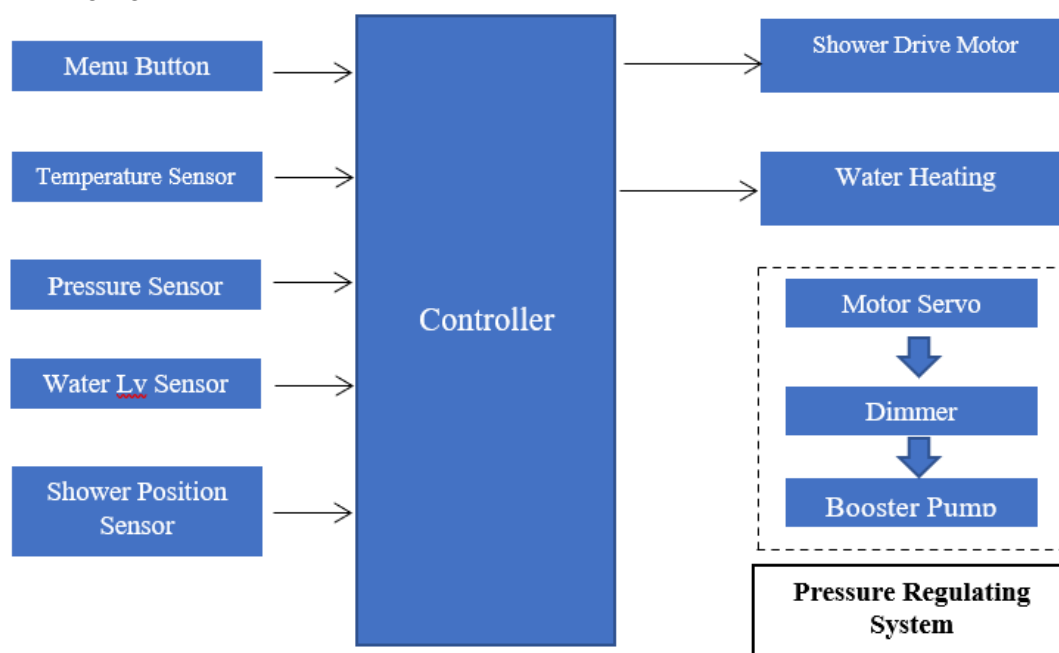 Menu Button
Temperature Sensor
Pressure Sensor
Water Lv Sensor
Shower Position
Sensor
Controller
Shower Drive Motor
Water Heating
Motor Servo
Dimmer
Booster Pump
Pressure Regulating
System